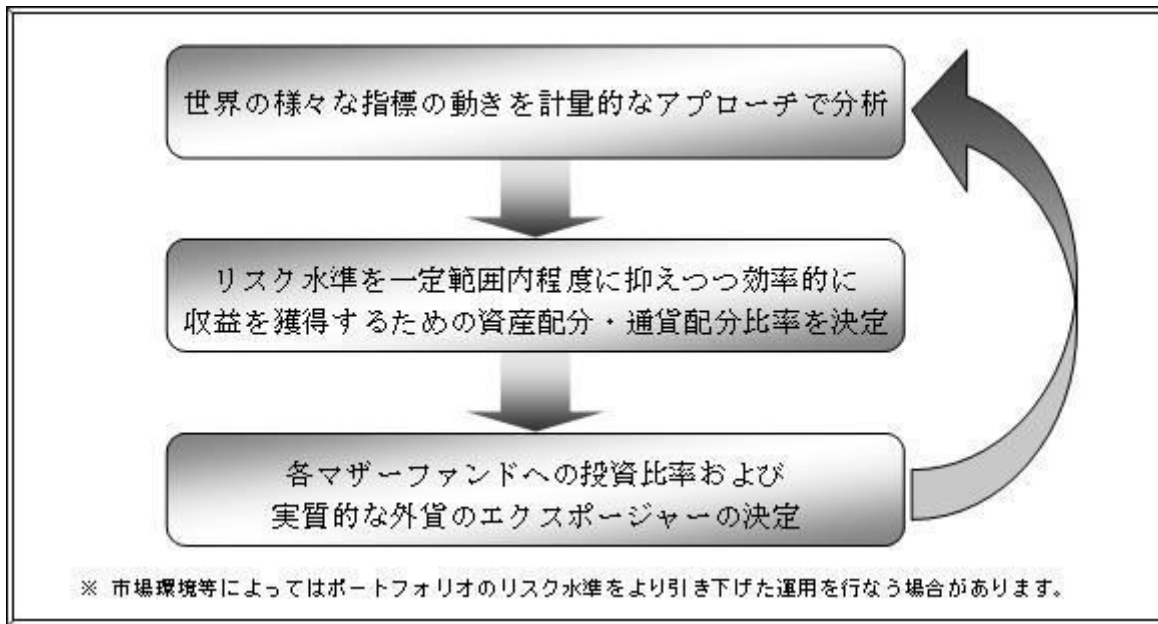 世界の様々な指標の動きを計量的なアプローチで分析
リスク水準を一定範囲内程度に抑えつつ効率的に
収益を獲得するための資産配分・通貨配分比率を決定
各マザーファンドへの投資比率および
実質的な外貨のエクスポージャーの決定
※ 市場環境等によってはポートフォリオのリスク水準をより引き下げた運用を行なう場合があります。